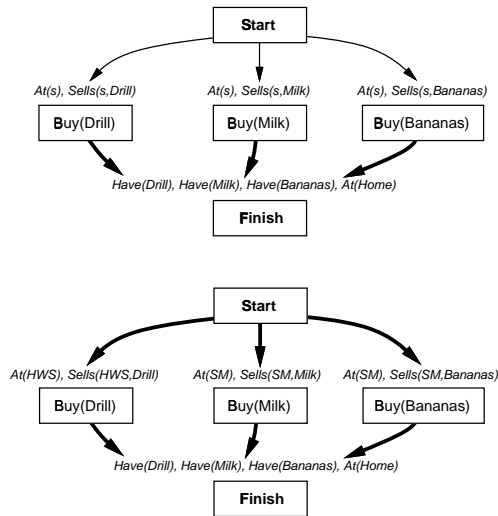 Start
At(s), Sells(s,Drill) At(s), Sells(s,Milk) At(s), Sells(s,Bananas)
Buy(Drill) Buy(Milk) Buy(Bananas)
Have(Drill), Have(Milk), Have(Bananas), At(Home)
Finish
Start
At(HWS), Sells(HWS,Drill) At(SM), Sells(SM,Milk) At(SM), Sells(SM,Bananas)
Buy(Drill) Buy(Milk) Buy(Bananas)
Have(Drill), Have(Milk), Have(Bananas), At(Home)
Finish